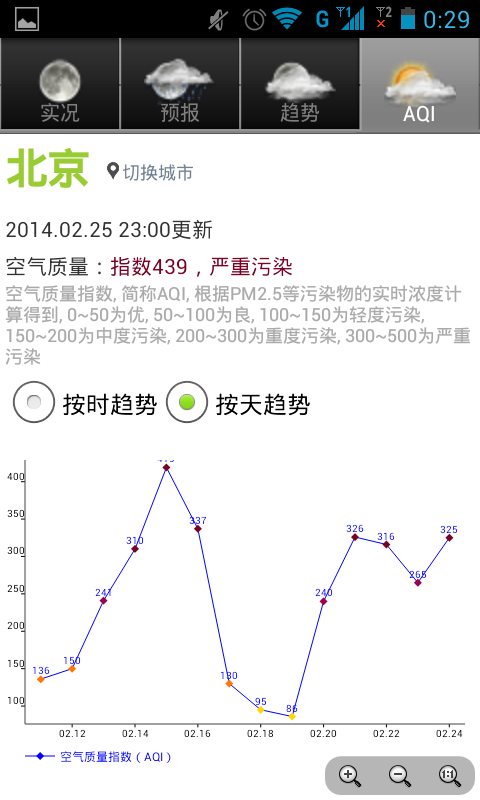 G 1 2 0:29
实况 预报 趋势 AQI
北京 切换城市
2014.02.25 23:00更新
空气质量：指数439，严重污染
空气质量指数, 简称AQI, 根据PM2.5等污染物的实时浓度计
算得到, 0~50为优, 50~100为良, 100~150为轻度污染,
150~200为中度污染, 200~300为重度污染, 300~500为严重
污染
按时趋势 按天趋势
400
350
300
250
200
150
100
136 150 241 310 337 130 95 86 240 326 316 265 325
02.12 02.14 02.16 02.18 02.20 02.22 02.24
空气质量指数（AQI）
1:1